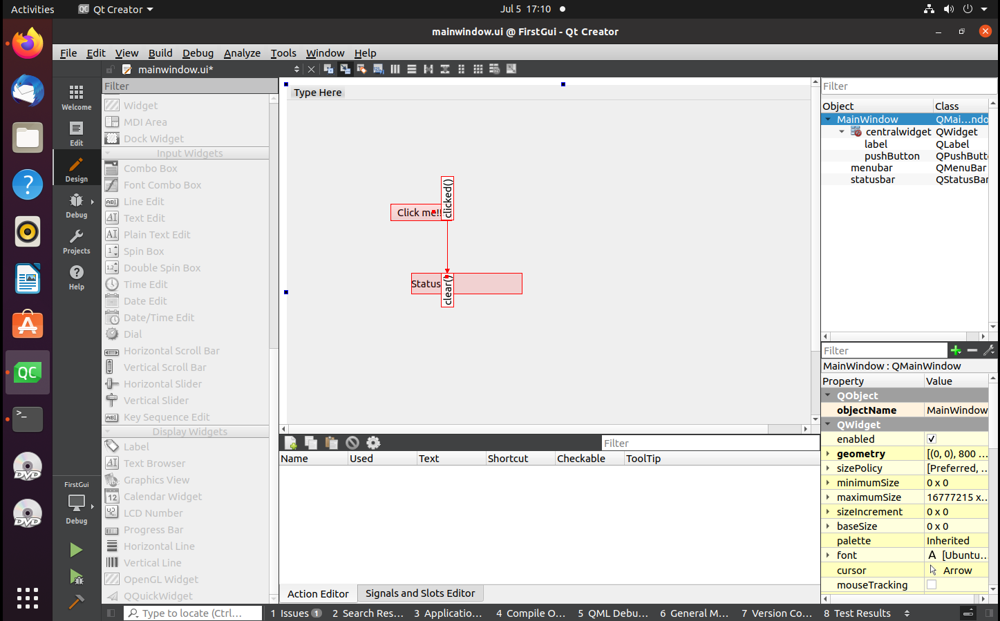 Activities
Qt Creator
Jul 5 17:10
mainwindow.ui @ FirstGui - Qt Creator
File Edit View Build Debug Analyze Tools Window Help
mainwindow.ui*
Welcome
Edit
Design
Debug
Projects
Help
FirstGui
Debug
Filter
Widget
MDI Area
Dock Widget
Input Widgets
Combo Box
Font Combo Box
Line Edit
Text Edit
Plain Text Edit
Spin Box
Double Spin Box
Time Edit
Date Edit
Date/Time Edit
Dial
Horizontal Scroll Bar
Vertical Scroll Bar
Horizontal Slider
Vertical Slider
Key Sequence Edit
Display Widgets
Label
Text Browser
Graphics View
Calendar Widget
LCD Number
Progress Bar
Horizontal Line
Vertical Line
OpenGL Widget
QQuickWidget
Type Here
clicked()
Click me!!
Status
clear()
Filter
Name Used Text Shortcut Checkable ToolTip
Action Editor Signals and Slots Editor
Filter
Object Class
MainWindow QMai...ndo
centralwidget QWidget
label QLabel
pushButton QPushButt
menubar QMenuBar
statusbar QStatusBar
Filter
MainWindow : QMainWindow
Property Value
QObject
objectName MainWindow
QWidget
enabled
geometry [(0, 0), 800 ...
sizePolicy [Preferred, ...
minimumSize 0 x 0
maximumSize 16777215 x...
sizeIncrement 0 x 0
baseSize 0 x 0
palette Inherited
font A [Ubuntu...
cursor Arrow
mouseTracking
Type to locate (Ctrl...
1 Issues 1 2 Search Res... 3 Applicatio... 4 Compile O... 5 QML Debu... 6 General M... 7 Version Co... 8 Test Results